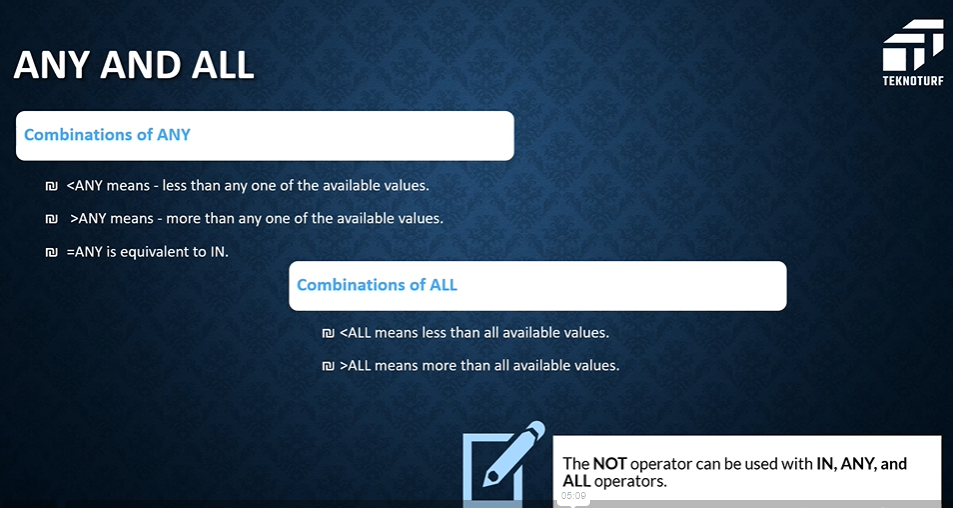 ANY AND ALL
TEKNOTURF
Combinations of ANY
₪ <ANY means - less than any one of the available values.
₪ >ANY means - more than any one of the available values.
₪ =ANY is equivalent to IN.
Combinations of ALL
₪ <ALL means less than all available values.
₪ >ALL means more than all available values.
The NOT operator can be used with IN, ANY, and
ALL operators.
05:09